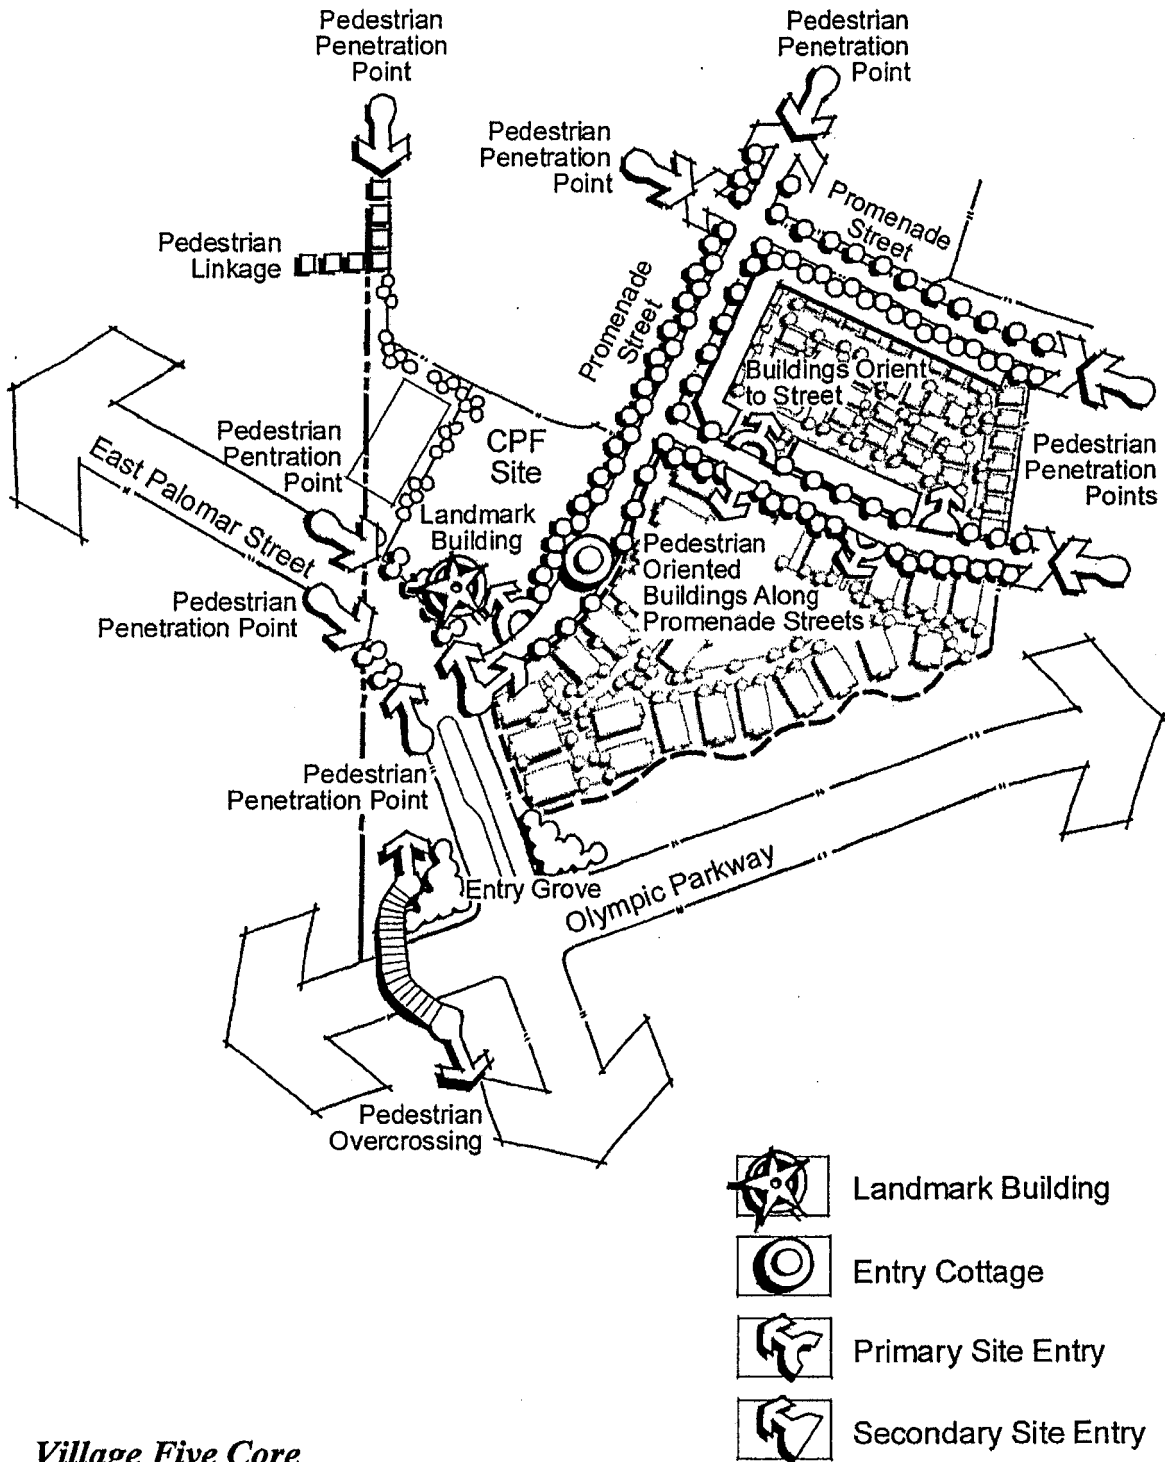 Pedestrian
Penetration
Point
Pedestrian
Penetration
Point
Pedestrian
Penetration
Point
Promenade
Street
Pedestrian
Linkage
Promenade
Street
Buildings Orient
to Street
Pedestrian
Pentration
Point
CPF
Site
Pedestrian
Penetration
Points
East Palomar Street
Landmark
Building
Pedestrian
Oriented
Buildings Along
Promenade Streets
Pedestrian
Penetration Point
Pedestrian
Penetration Point
Entry Grove
Olympic Parkway
Pedestrian
Overcrossing
Landmark Building
Entry Cottage
Primary Site Entry
Secondary Site Entry
Village Five Core